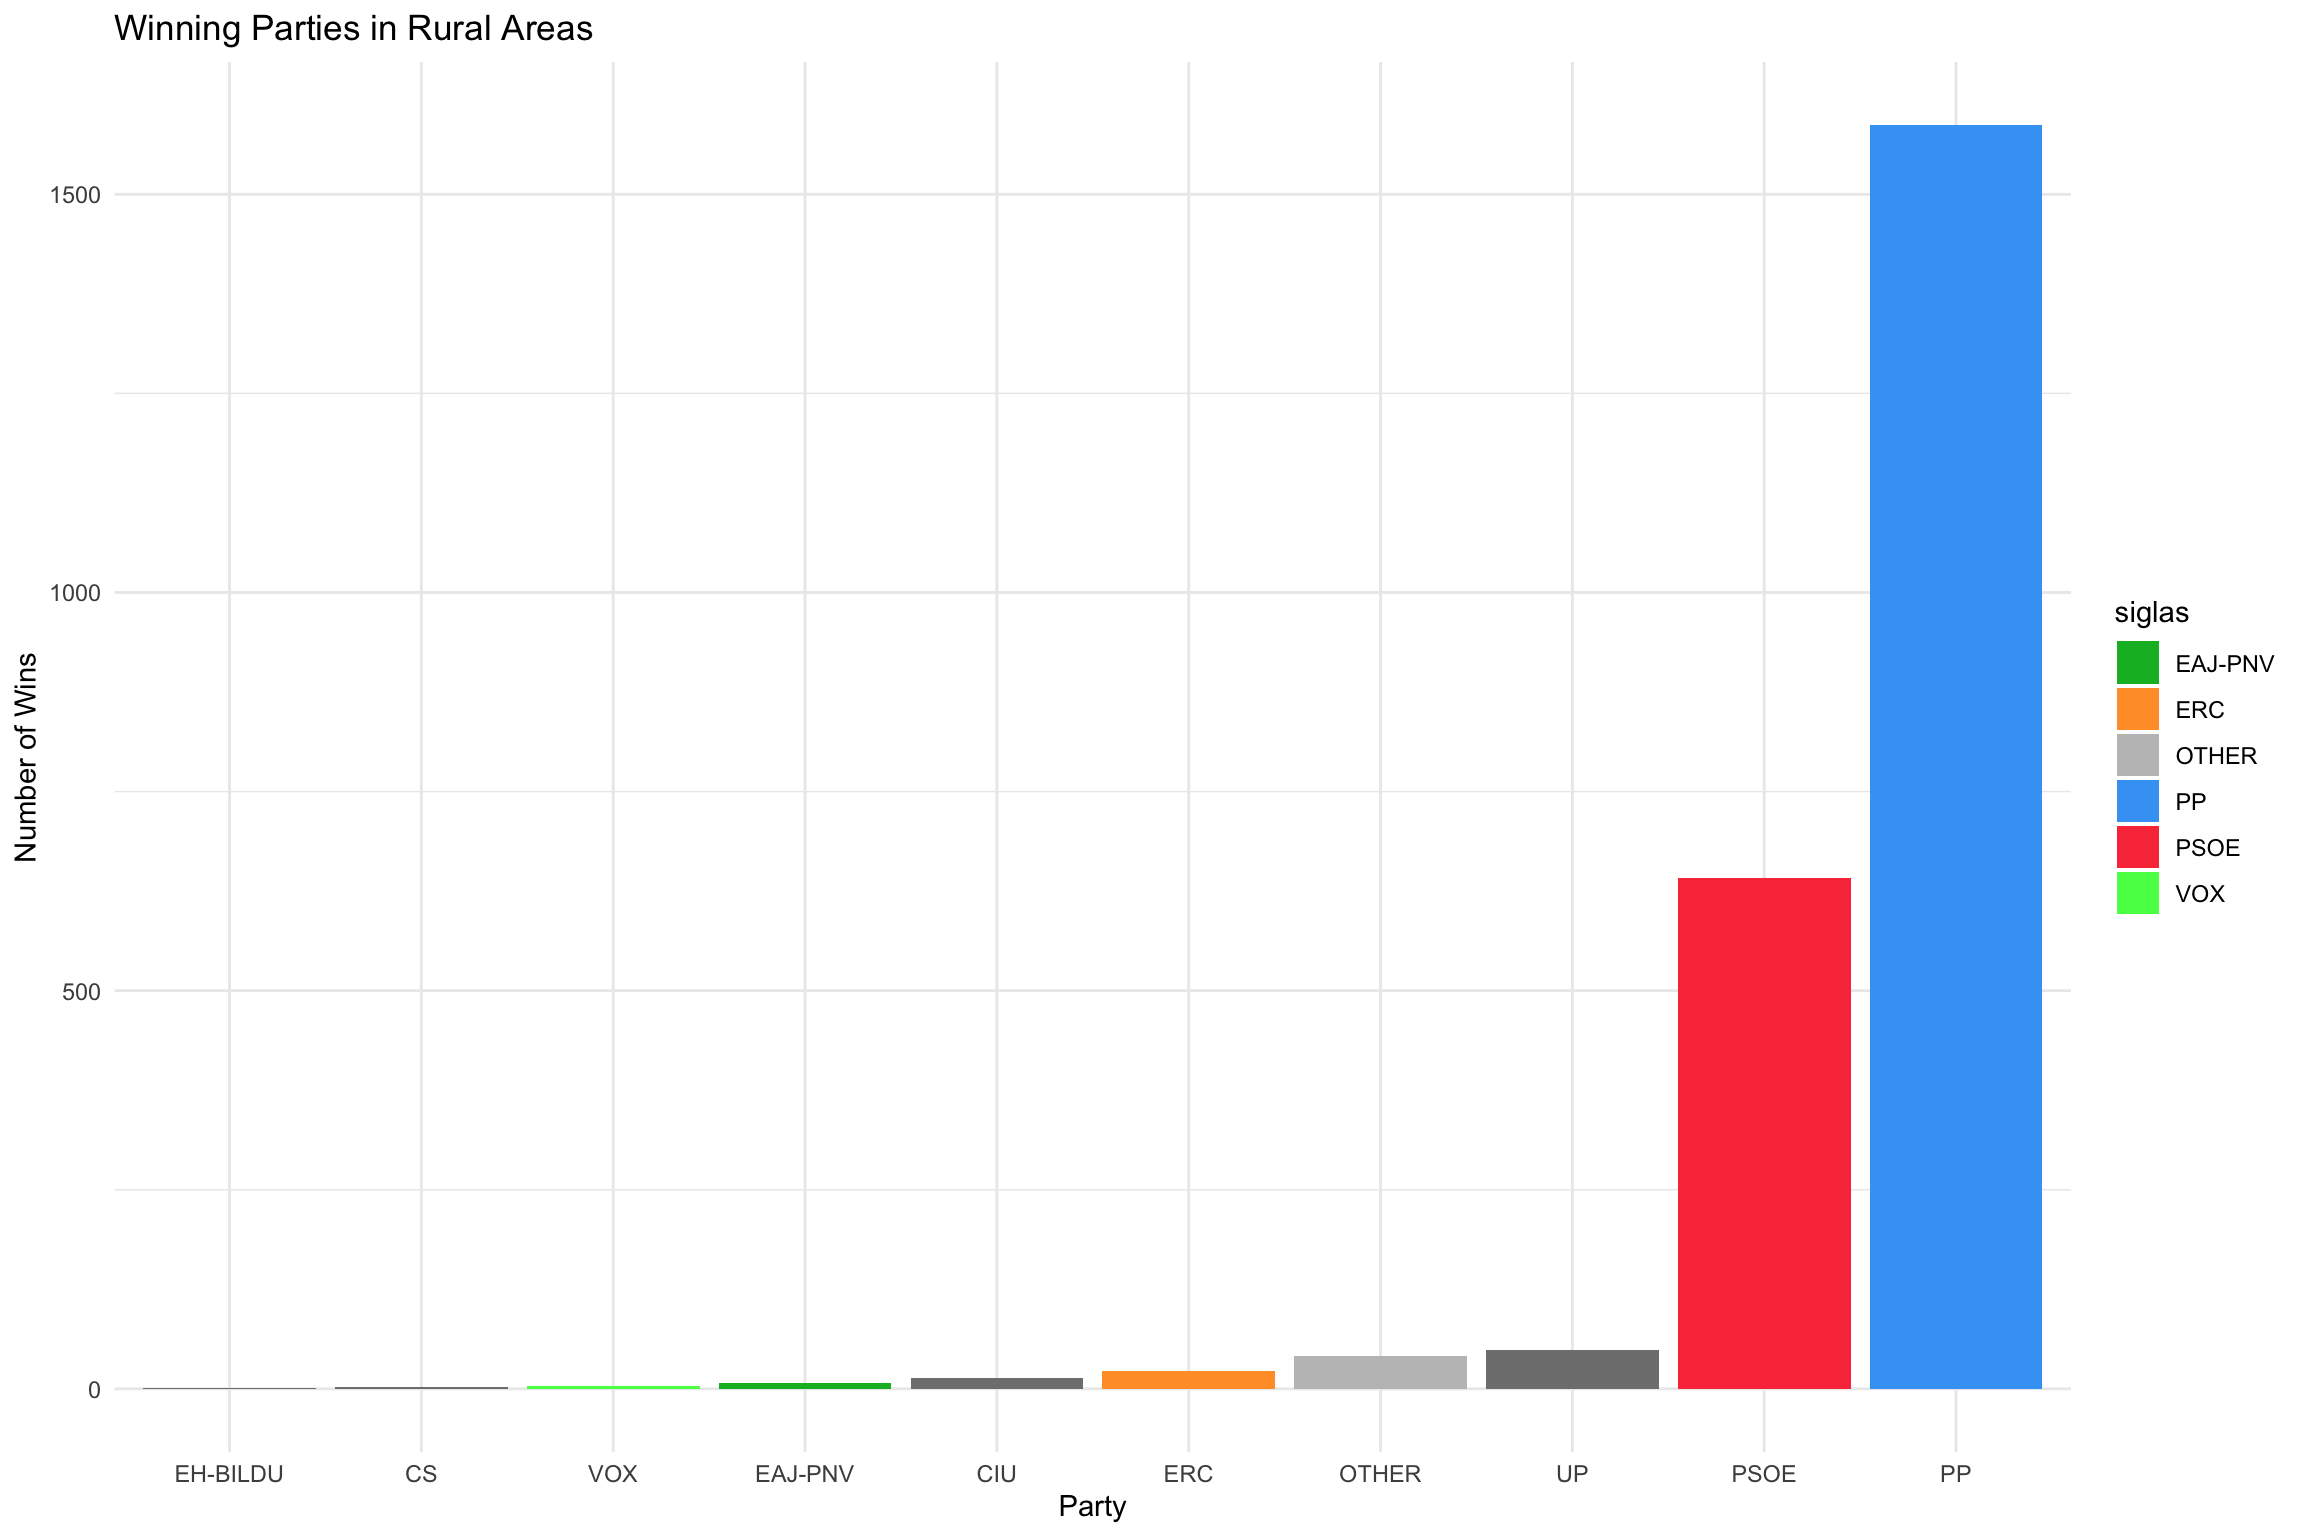 Winning Parties in Rural Areas
Number of Wins
1500
1000
500
0
EH-BILDU CS VOX EAJ-PNV CIU ERC OTHER UP PSOE PP
Party
siglas
EAJ-PNV
ERC
OTHER
PP
PSOE
VOX